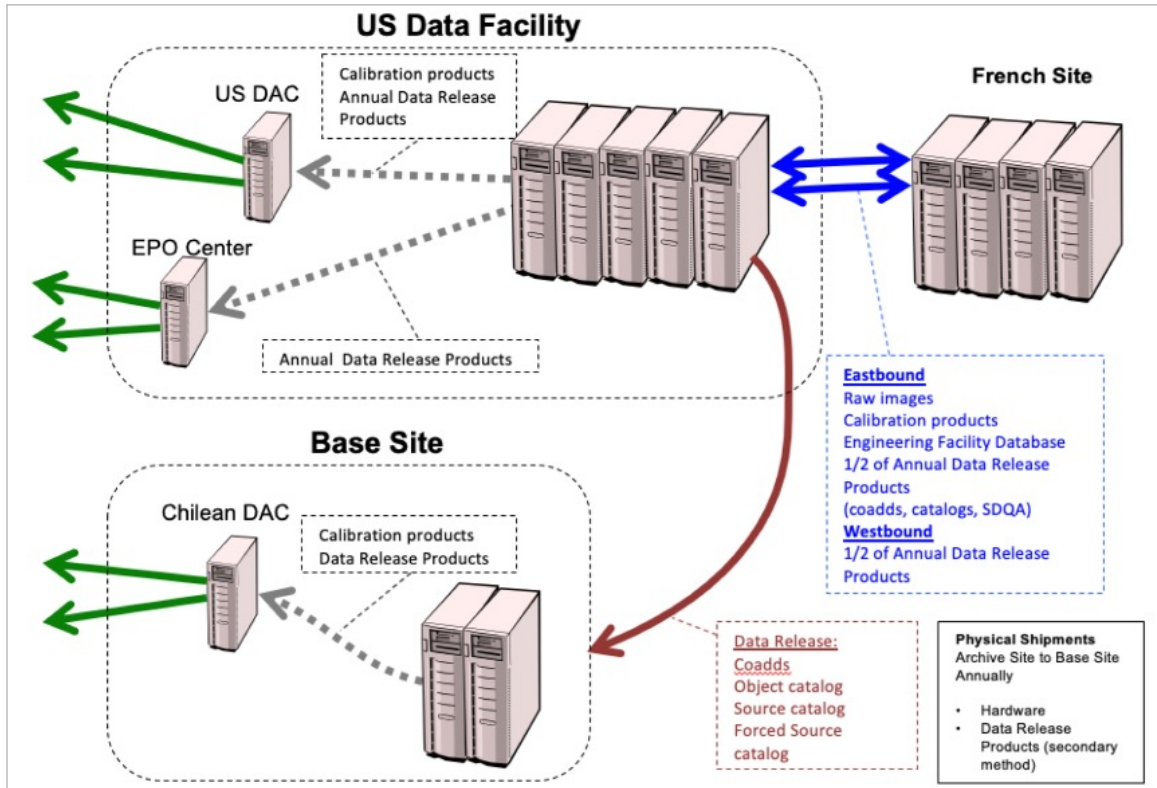 US Data Facility
US DAC
Calibration products
Annual Data Release
Products
French Site
EPO Center
Annual  Data Release Products
Eastbound
Raw images
Calibration products
Engineering Facility Database
1/2 of Annual Data Release
Products
(coadds, catalogs, SDQA)
Westbound
1/2 of Annual Data Release
Products
Base Site
Chilean DAC
Calibration products
Data Release Products
Data Release:
Coadds
Object catalog
Source catalog
Forced Source
catalog
Physical Shipments
Archive Site to Base Site
Annually
• Hardware
• Data Release
Products (secondary
method)